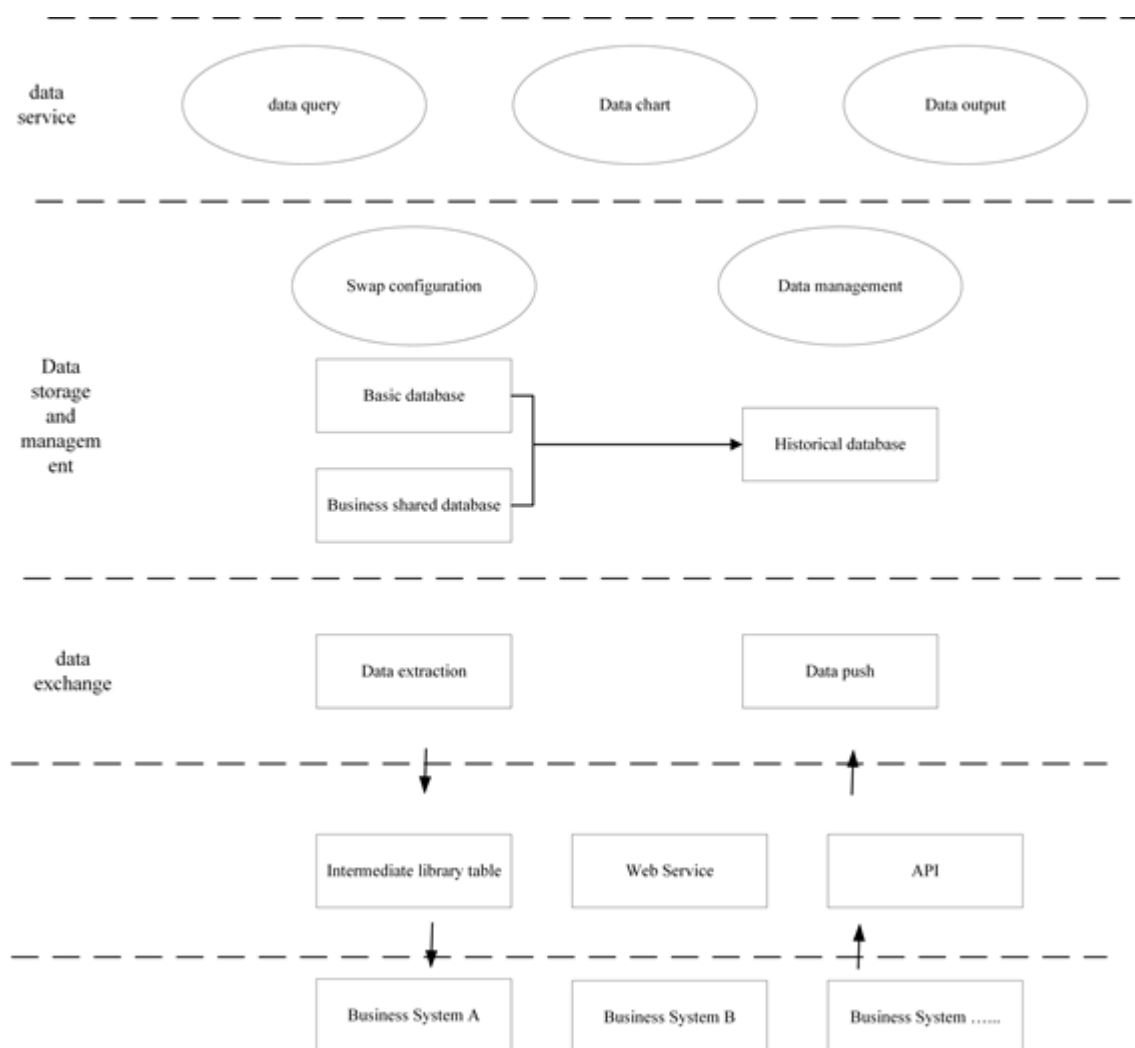 data
service
data query
Data chart
Data output
Swap configuration
Data management
Data
storage
and
managem
ent
Basic database
Historical database
Business shared database
data
exchange
Data extraction
Data push
Intermediate library table
Web Service
API
Business System A
Business System B
Business System …...